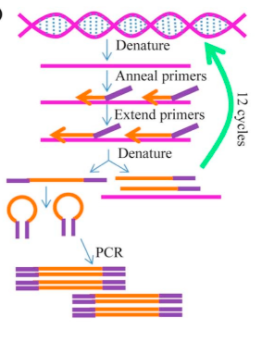 Denature
Anneal primers
Extend primers
Denature
12 cycles
PCR